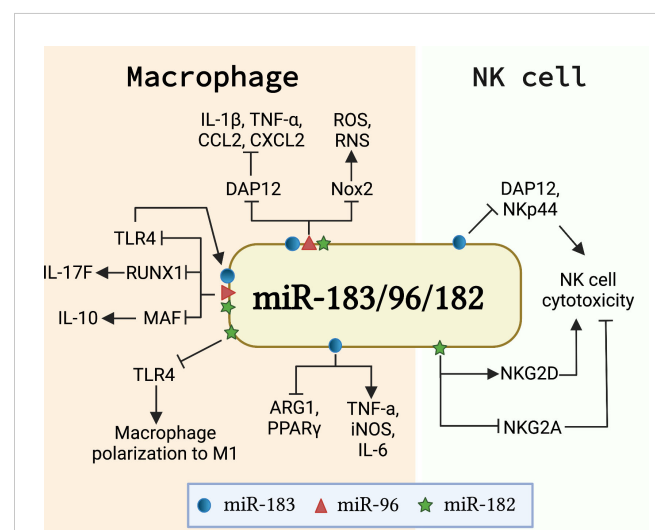 Macrophage
NK cell
IL-1β, TNF-α,
CCL2, CXCL2
ROS,
RNS
DAP12
Nox2
DAP12,
NKp44
TLR4
IL-17F
RUNX1
IL-10
MAF
miR-183/96/182
NK cell
cytotoxicity
TLR4
Macrophage
polarization to M1
ARG1,
PPARγ
TNF-a,
iNOS,
IL-6
NKG2D
NKG2A
miR-183
miR-96
miR-182